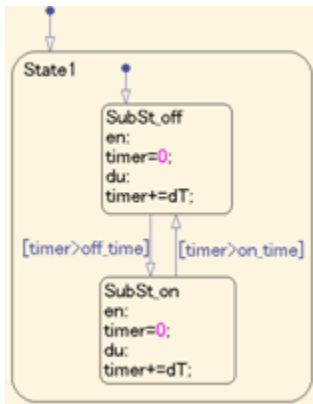 State1
SubSt_off
en:
timer=0;
du:
timer+=dT;
[timer>off_time]
[timer>on_time]
SubSt_on
en:
timer=0;
du:
timer+=dT;